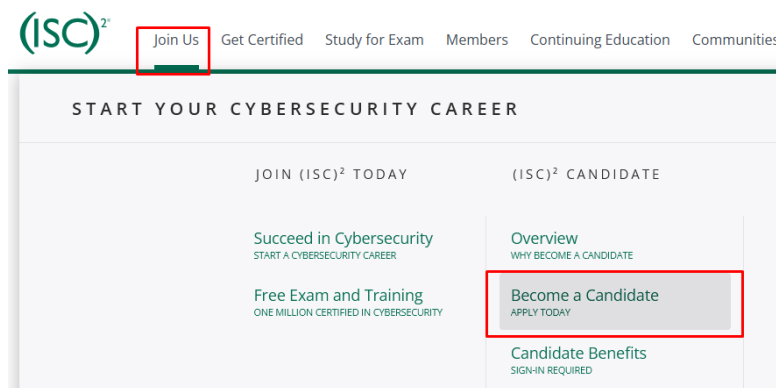 (ISC)²®
Join Us Get Certified Study for Exam Members Continuing Education Communities
START YOUR CYBERSECURITY CAREER
JOIN (ISC)² TODAY
Succeed in Cybersecurity
START A CYBERSECURITY CAREER
Free Exam and Training
ONE MILLION CERTIFIED IN CYBERSECURITY
(ISC)² CANDIDATE
Overview
WHY BECOME A CANDIDATE
Become a Candidate
APPLY TODAY
Candidate Benefits
SIGN-IN REQUIRED